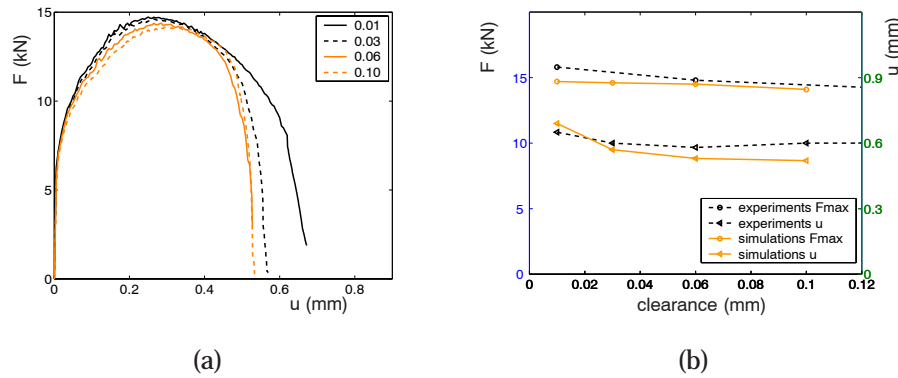 15
10
5
0
F (kN)
0
0.2
0.4
0.6
0.8
u (mm)
0.01
0.03
0.06
0.10
(a)
15
10
5
0
F (kN)
0
0.02
0.04
0.06
0.08
0.1
0.12
clearance (mm)
0.9
0.6
0.3
0
u (mm)
experiments Fmax
experiments u
simulations Fmax
simulations u
(b)